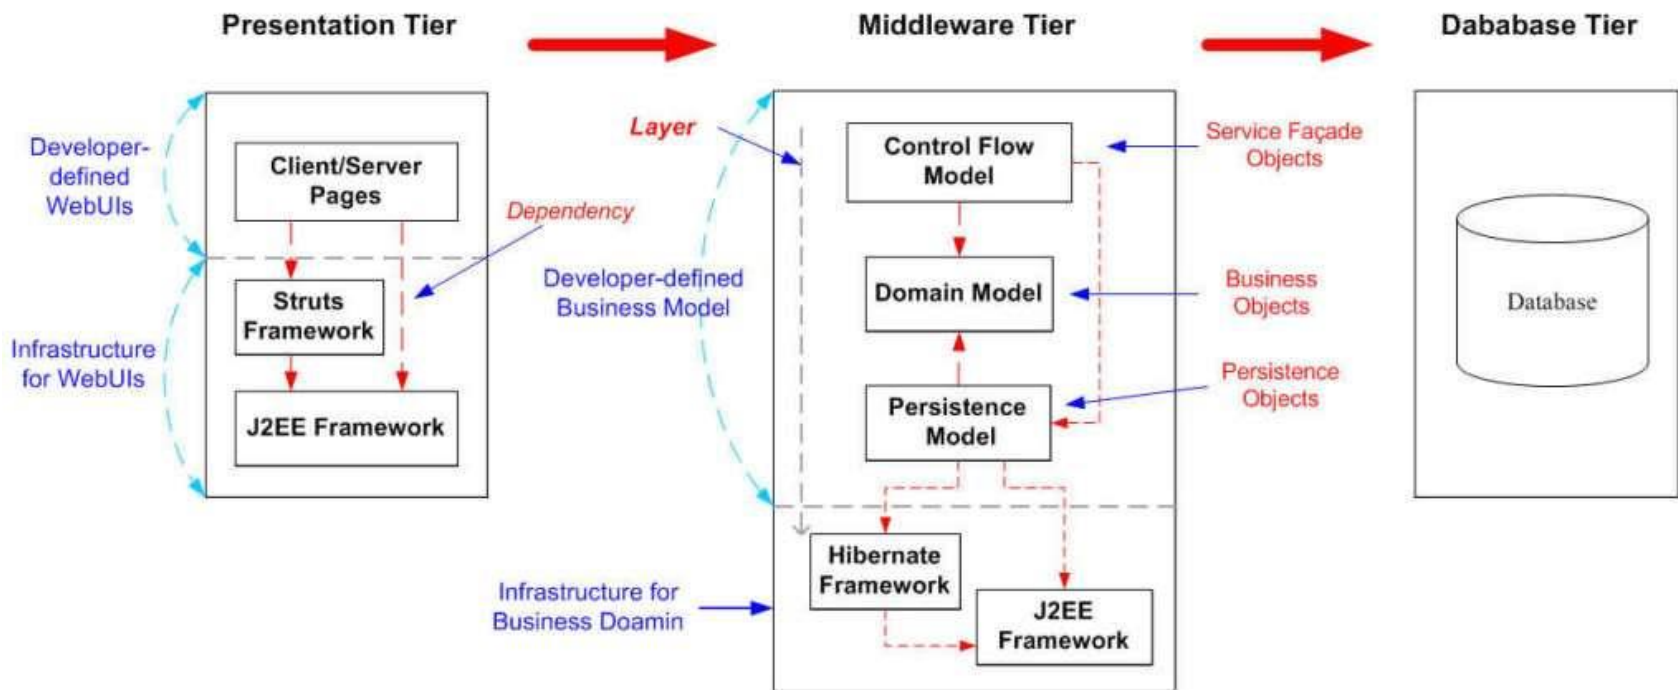 Presentation Tier
Middleware Tier
Dababase Tier
Developer-
defined
WebUIs
Client/Server
Pages
Dependency
Struts
Framework
Infrastructure
for WebUIs
J2EE Framework
Layer
Control Flow
Model
Service Façade
Objects
Developer-defined
Business Model
Domain Model
Business
Objects
Persistence
Model
Persistence
Objects
Hibernate
Framework
Infrastructure for
Business Doamin
J2EE
Framework
Database